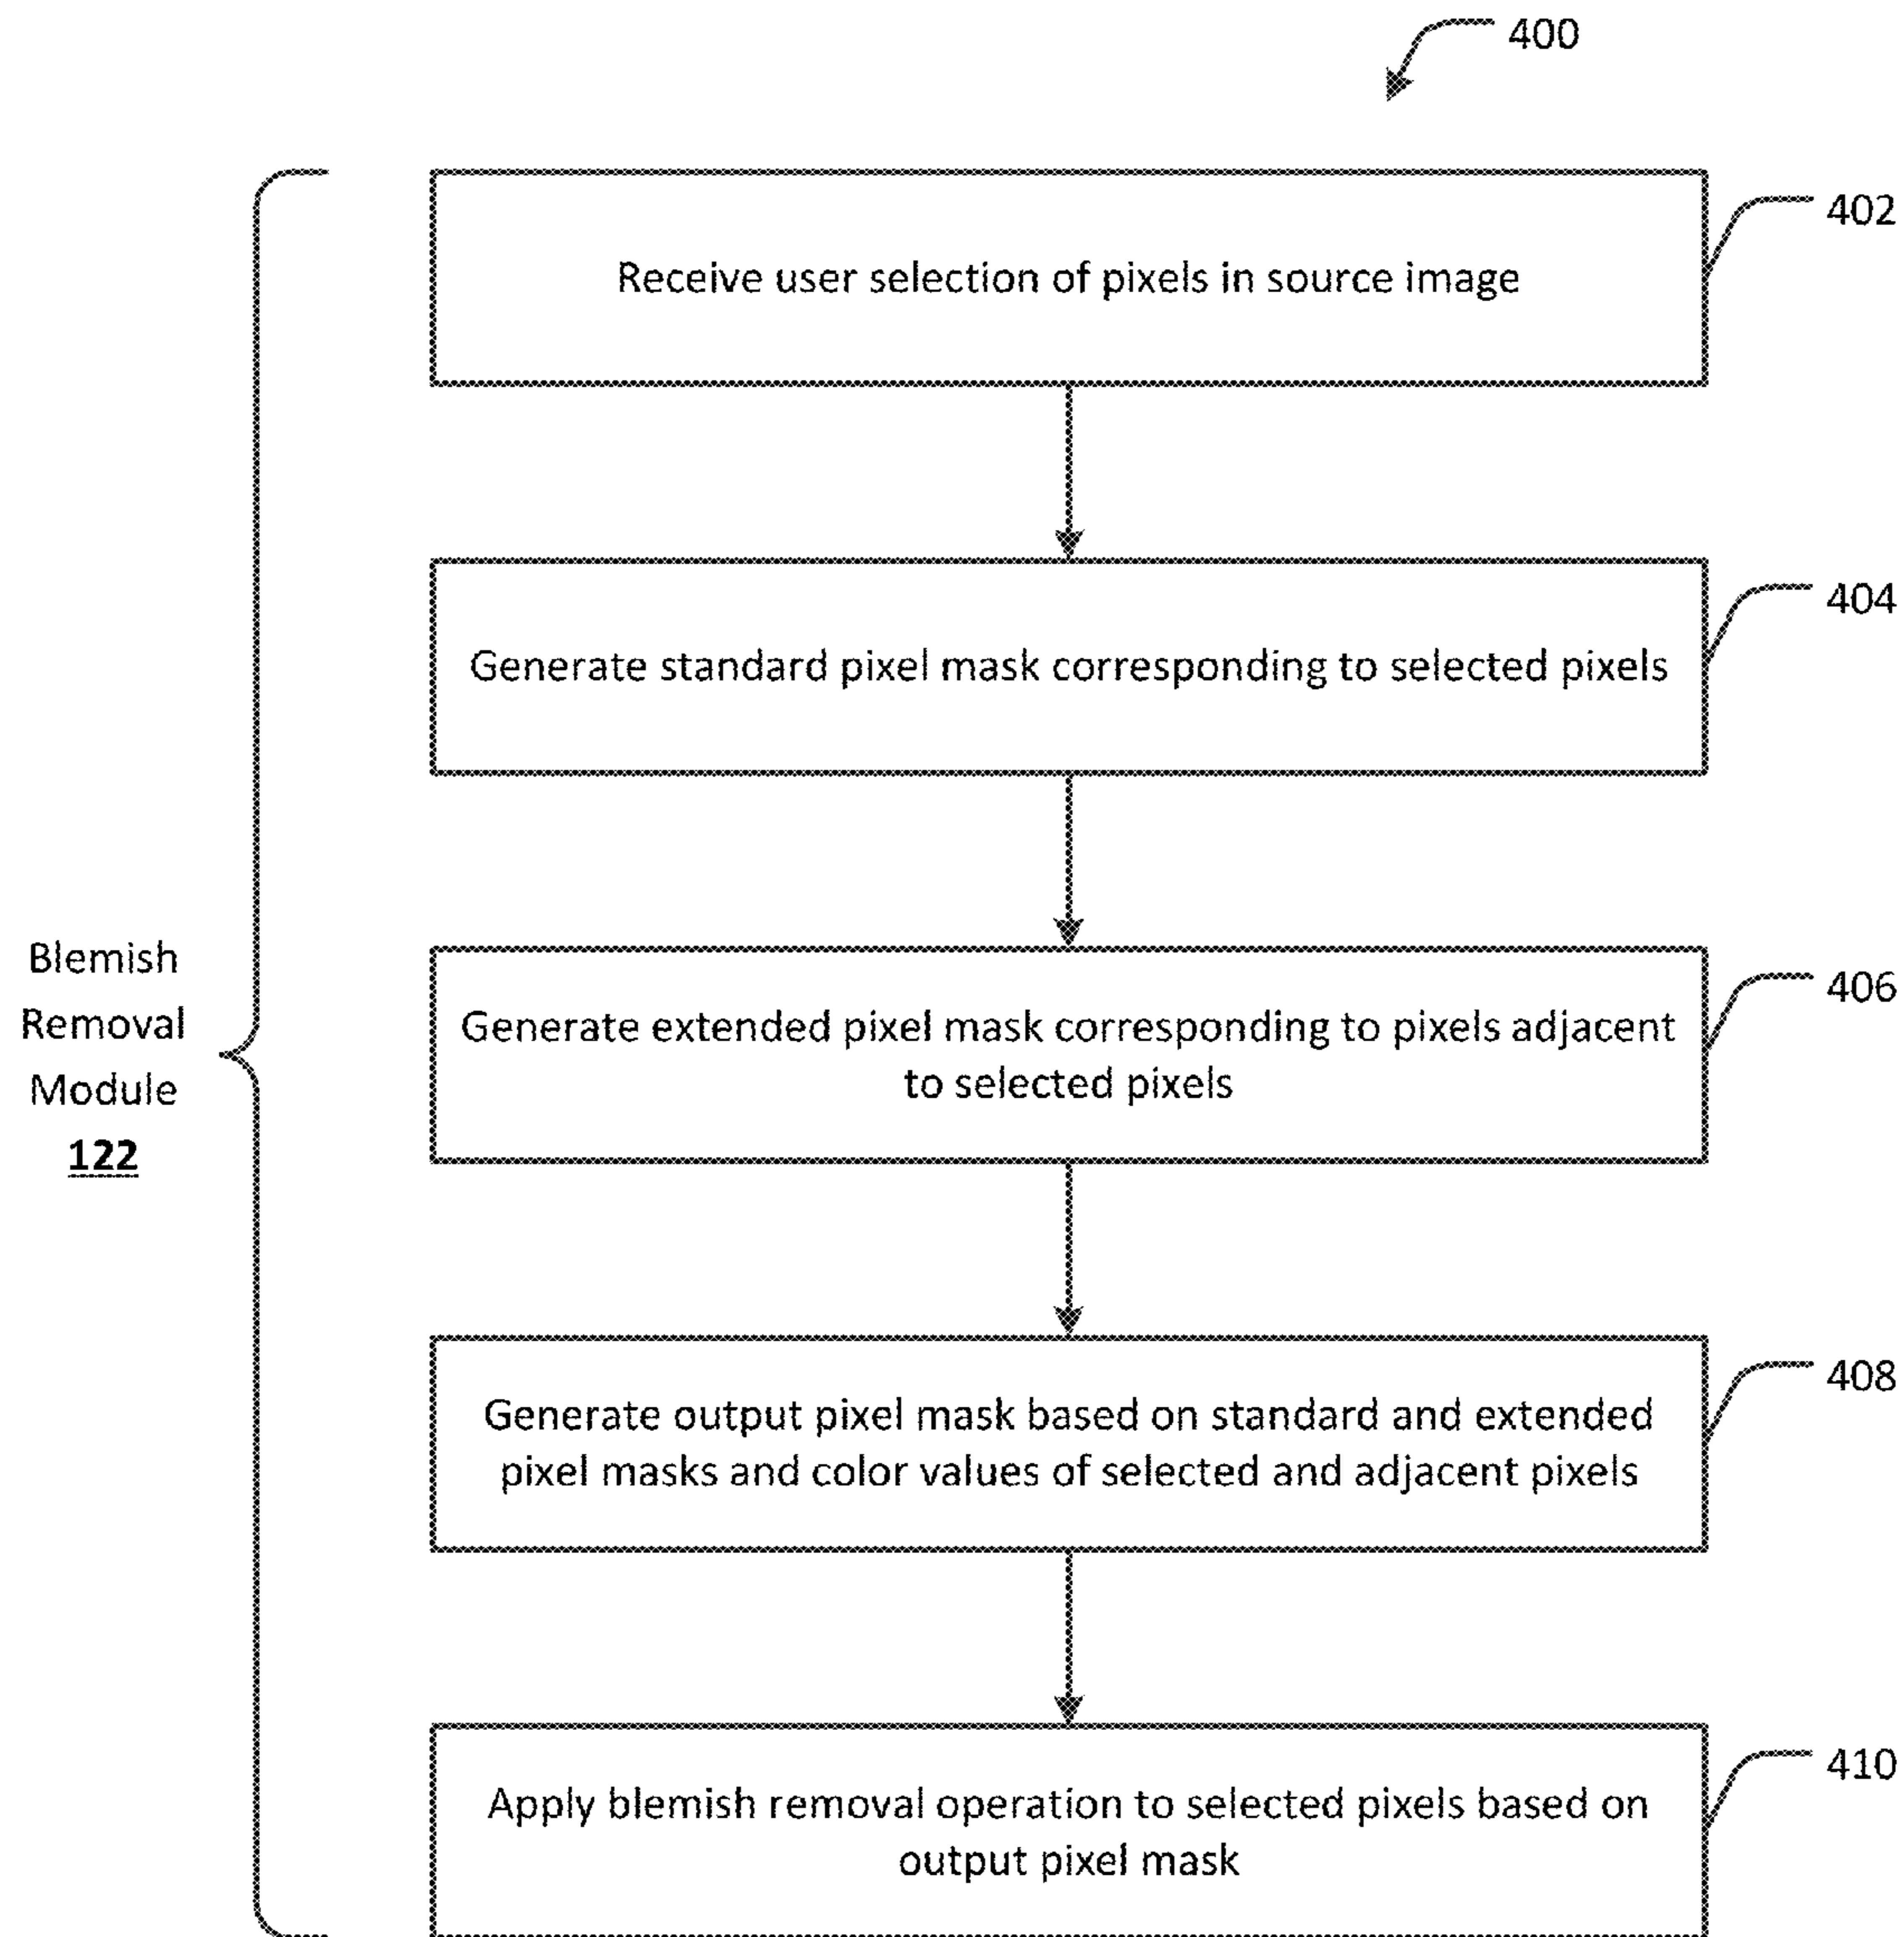 400
402
Receive user selection of pixels in source image
404
Generate standard pixel mask corresponding to selected pixels
406
Generate extended pixel mask corresponding to pixels adjacent
to selected pixels
Blemish
Removal
Module
122
408
Generate output pixel mask based on standard and extended
pixel masks and color values of selected and adjacent pixels
410
Apply blemish removal operation to selected pixels based on
output pixel mask